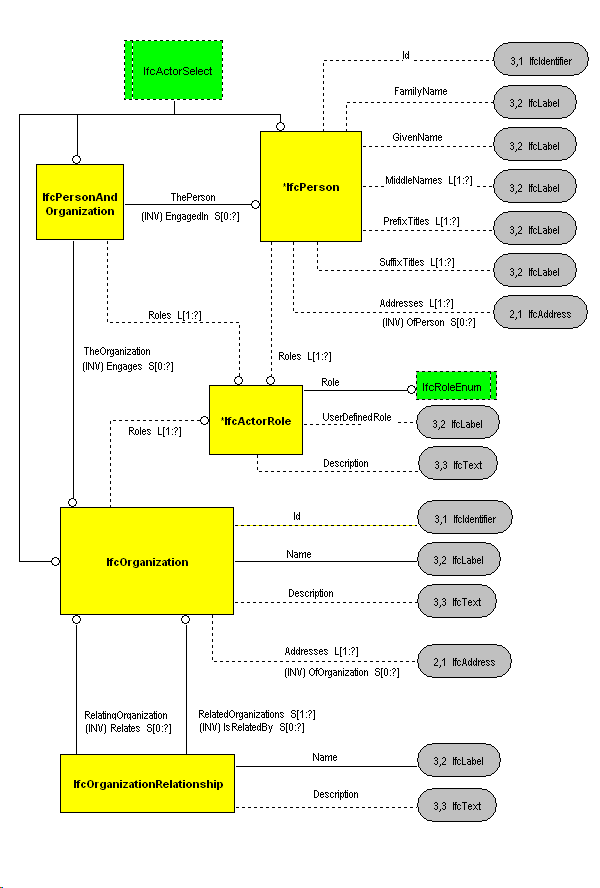 IfcActorSelect
Id
3,1 IfcIdentifier
FamilyName
3,2 IfcLabel
GivenName
3,2 IfcLabel
*IfcPerson
MiddleNames L[1:?]
3,2 IfcLabel
IfcPersonAnd
Organization
ThePerson
(INV) EngagedIn S[0:?]
PrefixTitles L[1:?]
3,2 IfcLabel
SuffixTitles L[1:?]
3,2 IfcLabel
Addresses L[1:?]
(INV) OfPerson S[0:?]
2,1 IfcAddress
Roles L[1:?]
TheOrganization
(INV) Engages S[0:?]
Roles L[1:?]
Role
IfcRoleEnum
*IfcActorRole
UserDefinedRole
3,2 IfcLabel
Roles L[1:?]
Description
3,3 IfcText
Id
3,1 IfcIdentifier
IfcOrganization
Name
3,2 IfcLabel
Description
3,3 IfcText
Addresses L[1:?]
(INV) OfOrganization S[0:?]
2,1 IfcAddress
RelatingOrganization
(INV) Relates S[0:?]
RelatedOrganizations S[1:?]
(INV) IsRelatedBy S[0:?]
IfcOrganizationRelationship
Name
3,2 IfcLabel
Description
3,3 IfcText